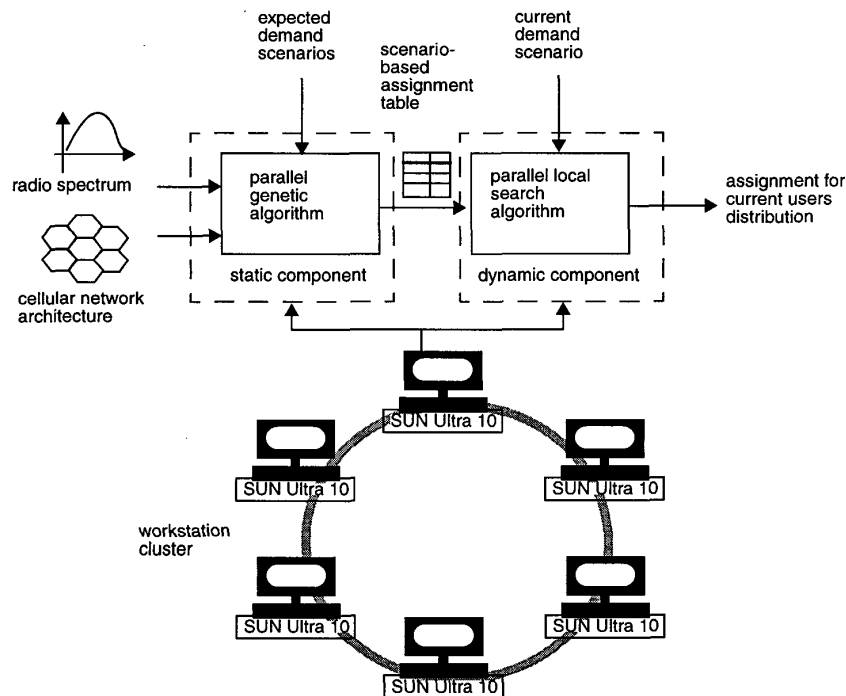 expected
demand
scenarios
scenario-
based
assignment
table
current
demand
scenario
radio spectrum
parallel
genetic
algorithm
parallel local
search
algorithm
assignment for
current users
distribution
static component
dynamic component
cellular network
architecture
SUN Ultra 10
SUN Ultra 10
SUN Ultra 10
workstation
cluster
SUN Ultra 10
SUN Ultra 10
SUN Ultra 10